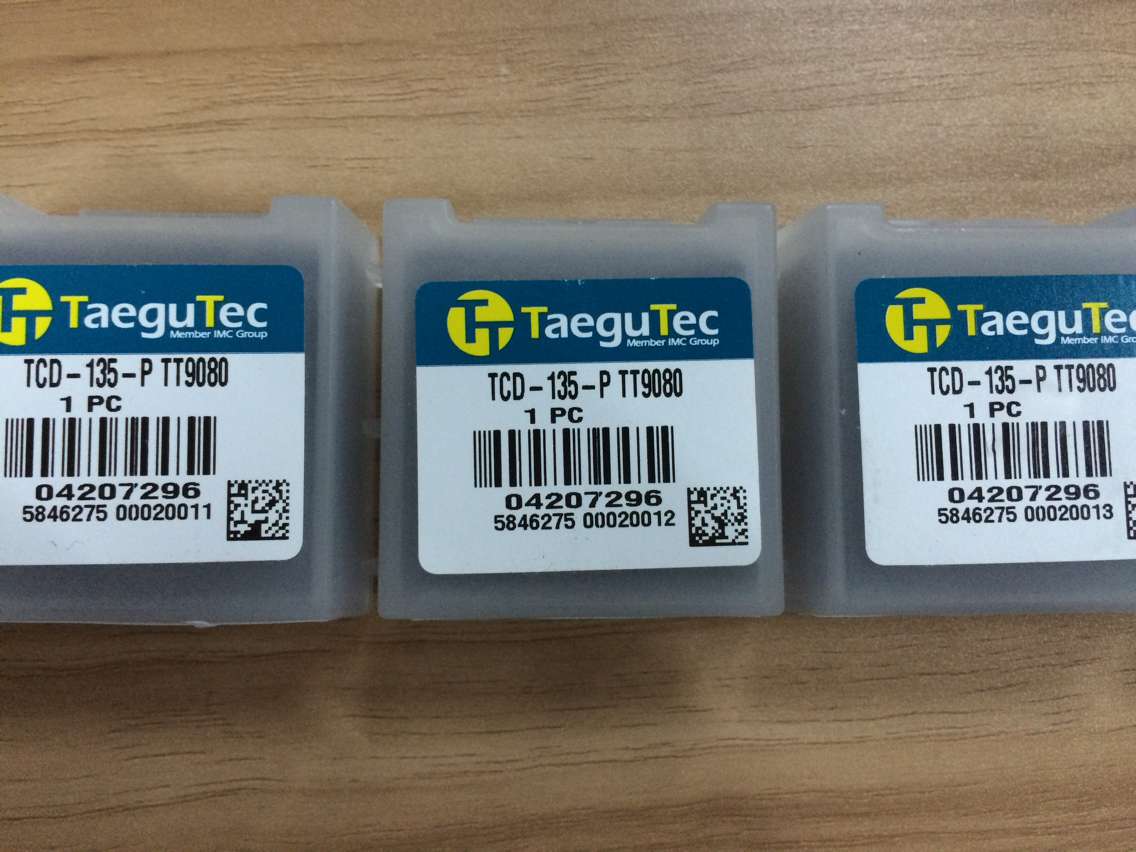 TaeguTec
Member IMC Group
TCD-135-P TT9080
1 PC
04207296
5846275 00020011
TaeguTec
Member IMC Group
TCD-135-P TT9080
1 PC
04207296
5846275 00020012
TaeguTec
Member IMC Group
TCD-135-P TT9080
1 PC
04207296
5846275 00020013